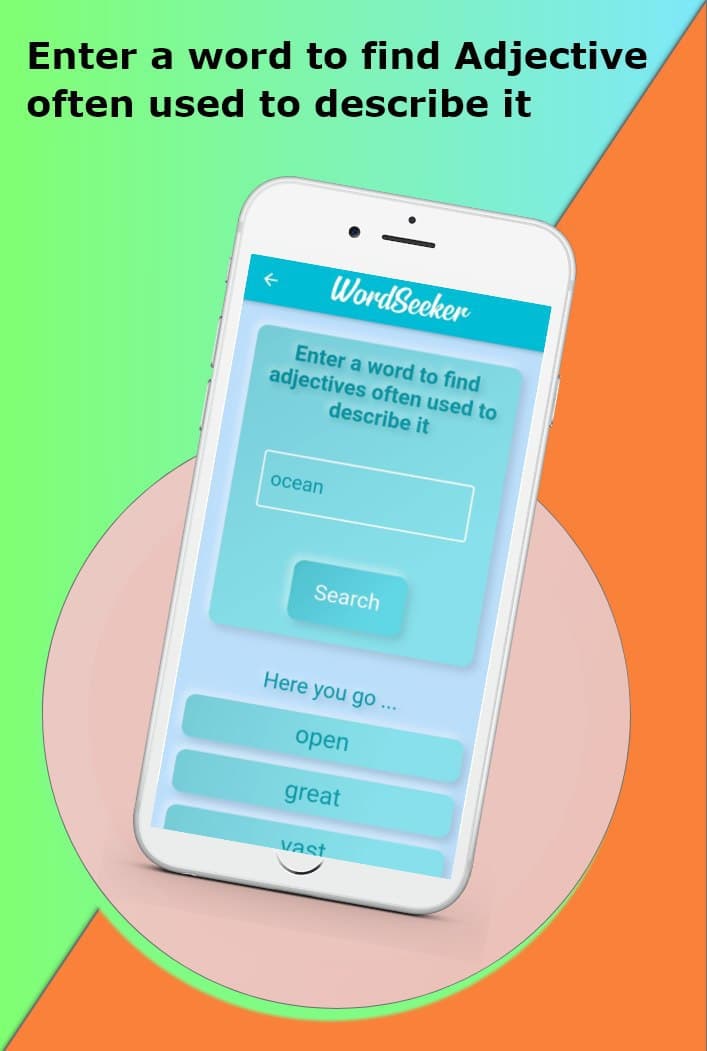 Enter a word to find Adjective
often used to describe it
WordSeeker
Enter a word to find
adjectives often used to
describe it
ocean
Search
Here you go ...
open
great
vast